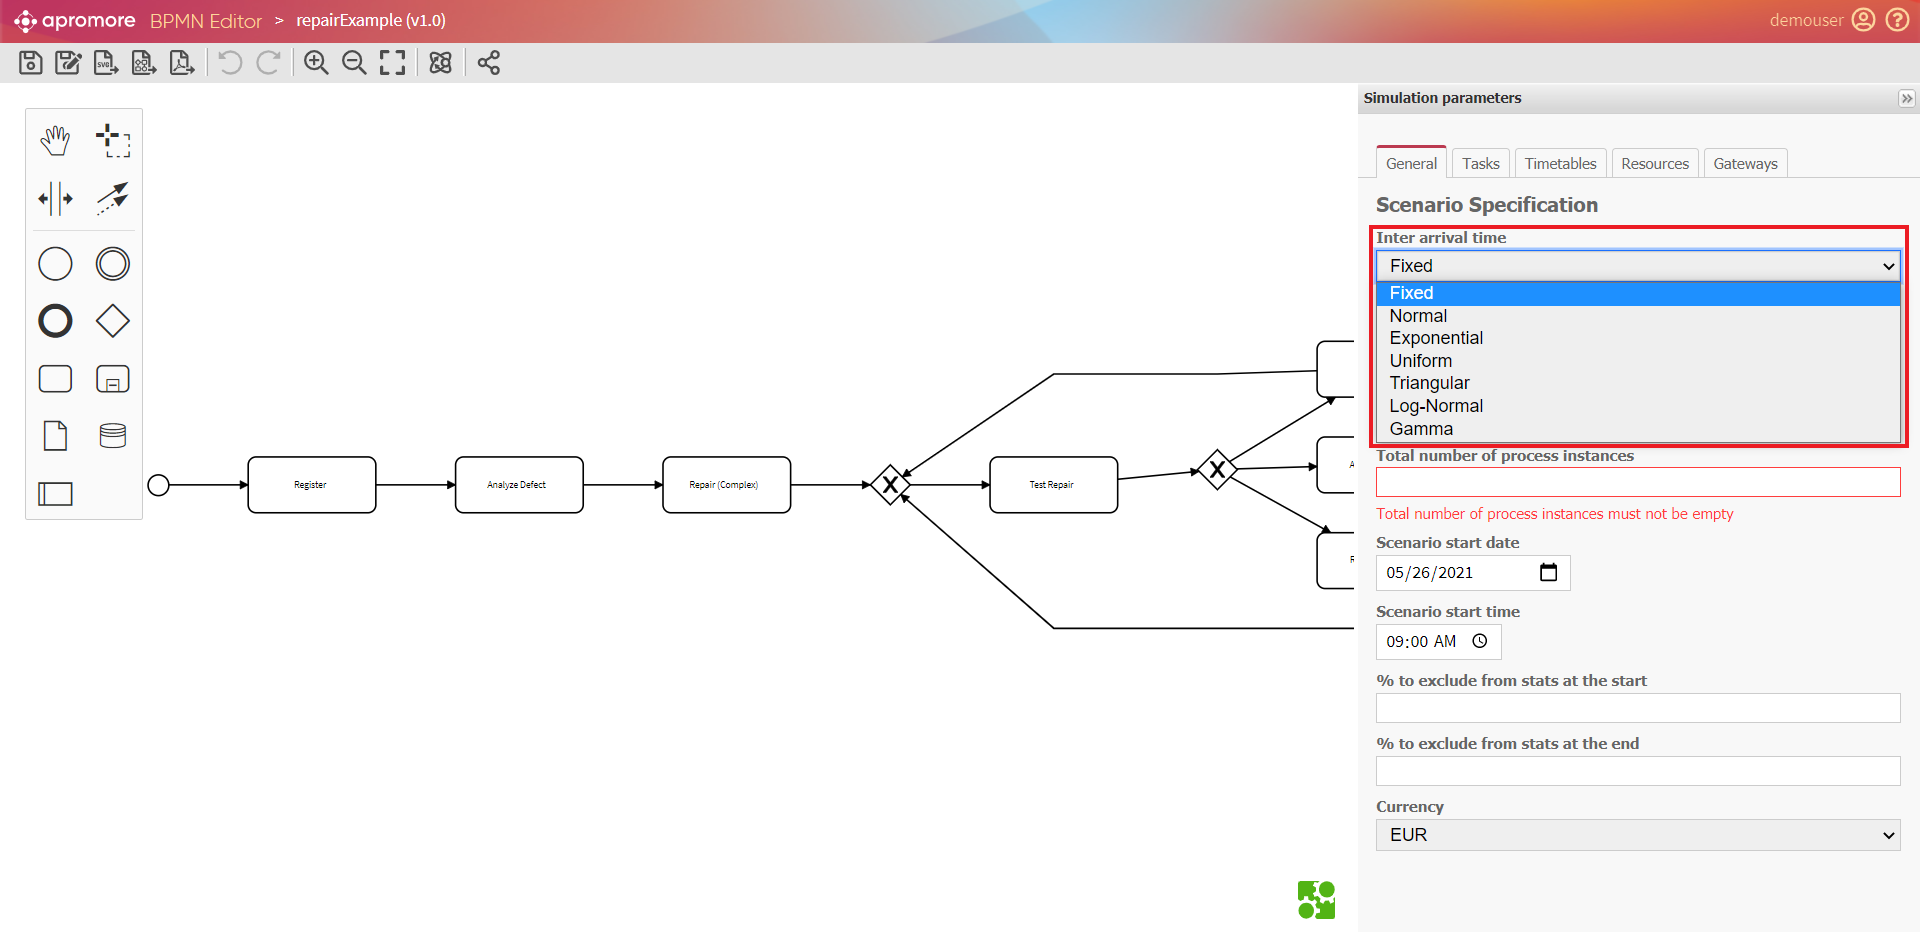 apromore BPMN Editor > repairExample (v1.0)
demouser
SVG
Simulation parameters
General Tasks Timetables Resources Gateways
Scenario Specification
Inter arrival time
Fixed
Fixed
Normal
Exponential
Uniform
Triangular
Log-Normal
Gamma
Total number of process instances
Total number of process instances must not be empty
Scenario start date
05/26/2021
Scenario start time
09:00 AM
% to exclude from stats at the start
% to exclude from stats at the end
Currency
EUR
Register
Analyze Defect
Repair (Complex)
X
Test Repair
X
A
R